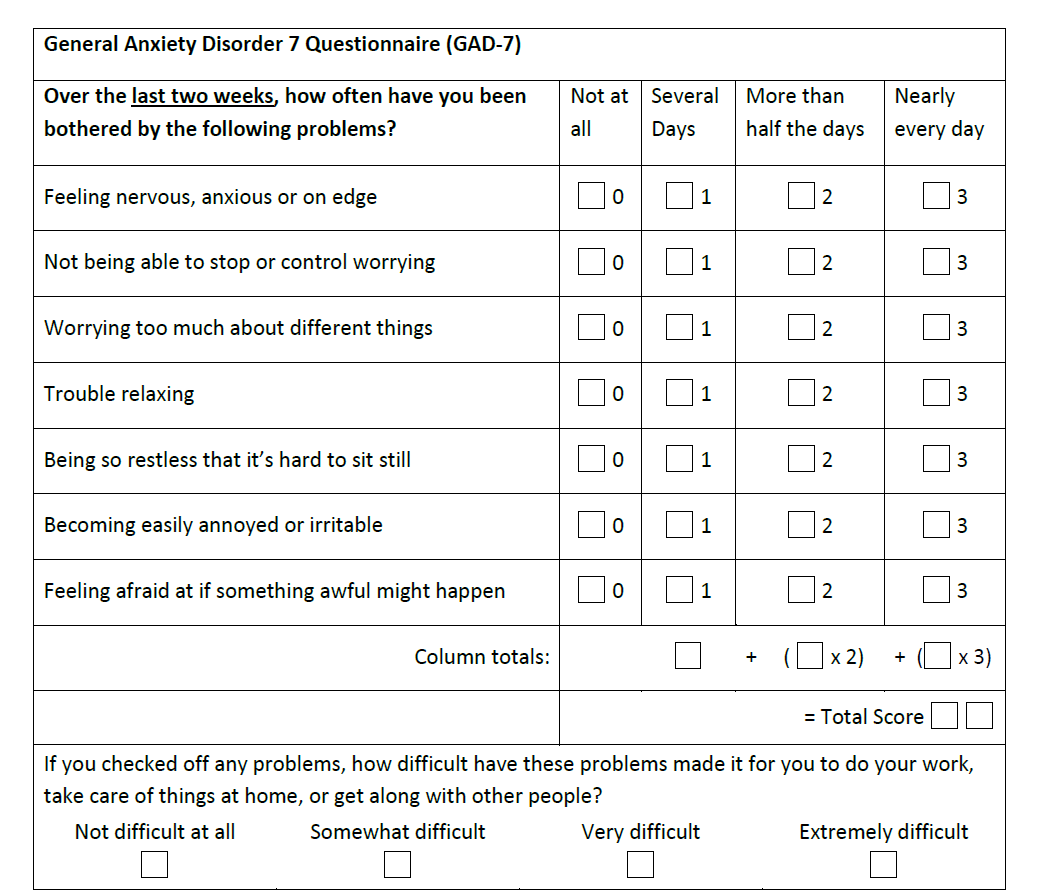 General Anxiety Disorder 7 Questionnaire (GAD-7)
Over the last two weeks, how often have you been
bothered by the following problems?
Not at
all
Several
Days
More than
half the days
Nearly
every day
Feeling nervous, anxious or on edge 0 1 2 3
Not being able to stop or control worrying 0 1 2 3
Worrying too much about different things 0 1 2 3
Trouble relaxing 0 1 2 3
Being so restless that it’s hard to sit still 0 1 2 3
Becoming easily annoyed or irritable 0 1 2 3
Feeling afraid at if something awful might happen 0 1 2 3
Column totals: + ( x 2) + ( x 3)
= Total Score
If you checked off any problems, how difficult have these problems made it for you to do your work,
take care of things at home, or get along with other people?
Not difficult at all Somewhat difficult Very difficult Extremely difficult